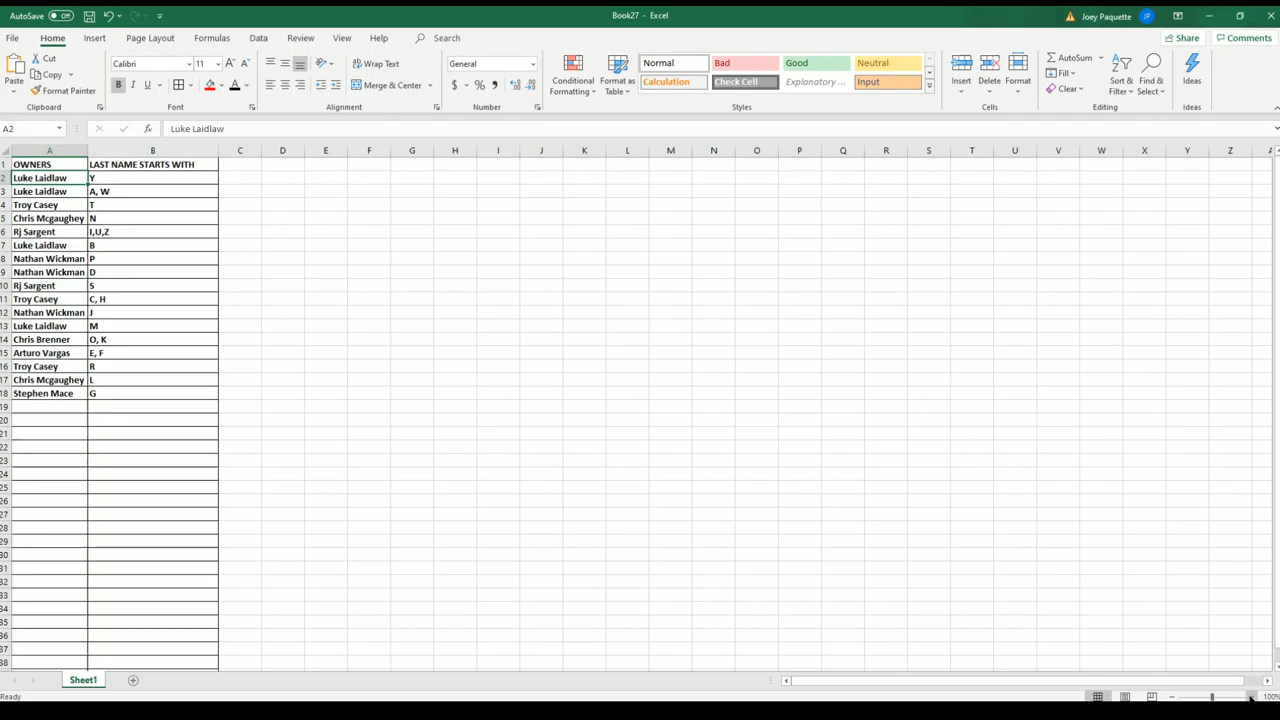 AutoSave Off
Book27 - Excel
Joey Paquette JP
File Home Insert Page Layout Formulas Data Review View Help Search
Share Comments
Paste Cut Copy Format Painter Clipboard
Calibri 11 B I U Font
Wrap Text Merge & Center Alignment
General $ % , Number
Conditional Formatting Format as Table
Normal Bad Good Neutral
Calculation Check Cell Explanatory ... Input
Styles
Insert Delete Format Cells
AutoSum Fill Clear Sort & Filter Find & Select Editing
Ideas Ideas
A2 fx Luke Laidlaw
A B C D E F G H I J K L M N O P Q R S T U V W X Y Z
1 OWNERS LAST NAME STARTS WITH
2 Luke Laidlaw Y
3 Luke Laidlaw A, W
4 Troy Casey T
5 Chris Mcgaughey N
6 Rj Sargent I,U,Z
7 Luke Laidlaw B
8 Nathan Wickman P
9 Nathan Wickman D
10 Rj Sargent S
11 Troy Casey C, H
12 Nathan Wickman J
13 Luke Laidlaw M
14 Chris Brenner O, K
15 Arturo Vargas E, F
16 Troy Casey R
17 Chris Mcgaughey L
18 Stephen Mace G
19
20
21
22
23
24
25
26
27
28
29
30
31
32
33
34
35
36
37
38
Sheet1
Ready
100%